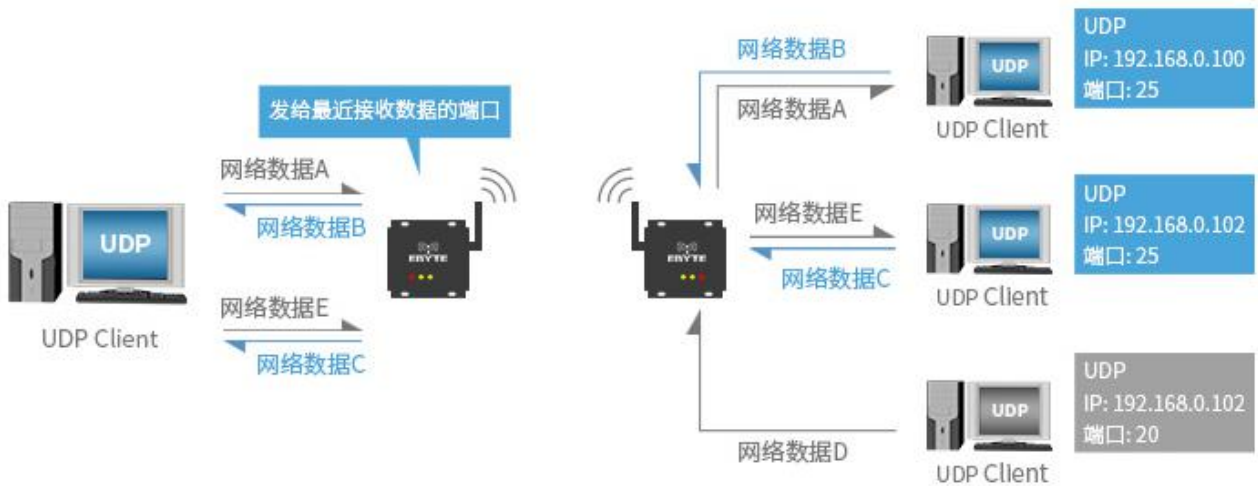 发给最近接收数据的端口
网络数据A
网络数据B
UDP
网络数据E
网络数据C
UDP Client
EBYTE
EBYTE
网络数据B
网络数据A
UDP
UDP Client
UDP
IP: 192.168.0.100
端口: 25
网络数据E
网络数据C
UDP
UDP Client
UDP
IP: 192.168.0.102
端口: 25
网络数据D
UDP
UDP Client
UDP
IP: 192.168.0.102
端口: 20